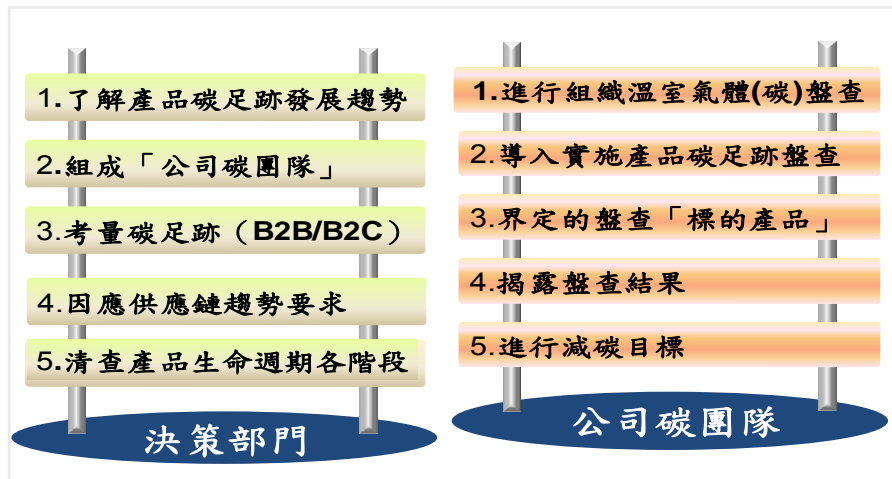 1.了解產品碳足跡發展趨勢
2.組成「公司碳團隊」
3.考量碳足跡（B2B/B2C）
4.因應供應鏈趨勢要求
5.清查產品生命週期各階段
決策部門
1.進行組織溫室氣體(碳)盤查
2.導入實施產品碳足跡盤查
3.界定的盤查「標的產品」
4.揭露盤查結果
5.進行減碳目標
公司碳團隊